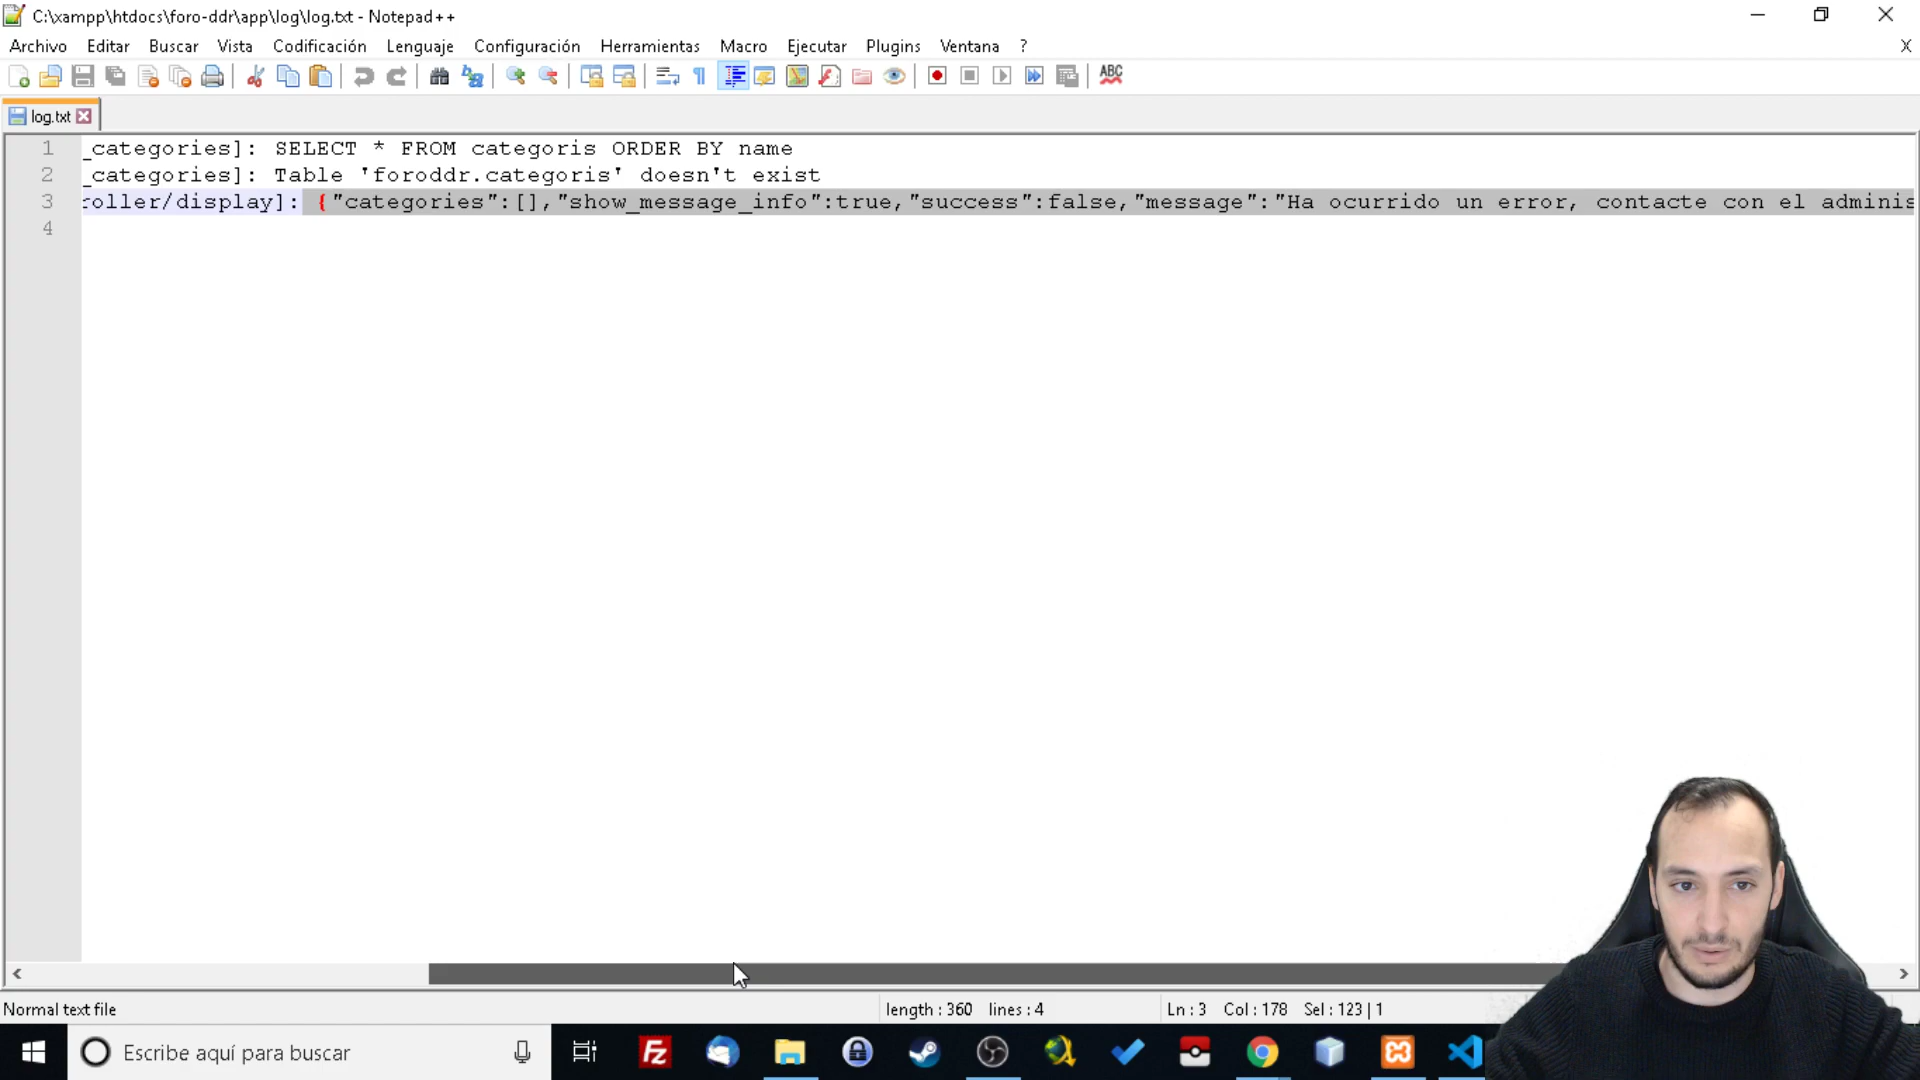 C:\xampp\htdocs\foro-ddr\app\log\log.txt - Notepad++
Archivo Editar Buscar Vista Codificación Lenguaje Configuración Herramientas Macro Ejecutar Plugins Ventana ? X
ABC
log.txt
1 _categories]: SELECT * FROM categoris ORDER BY name
2 _categories]: Table 'foroddr.categoris' doesn't exist
3 roller/display]: {"categories":[],"show_message_info":true,"success":false,"message":"Ha ocurrido un error, contacte con el adminis
4
Normal text file length : 360 lines : 4 Ln : 3 Col : 178 Sel : 123 | 1
Escribe aquí para buscar
Fz